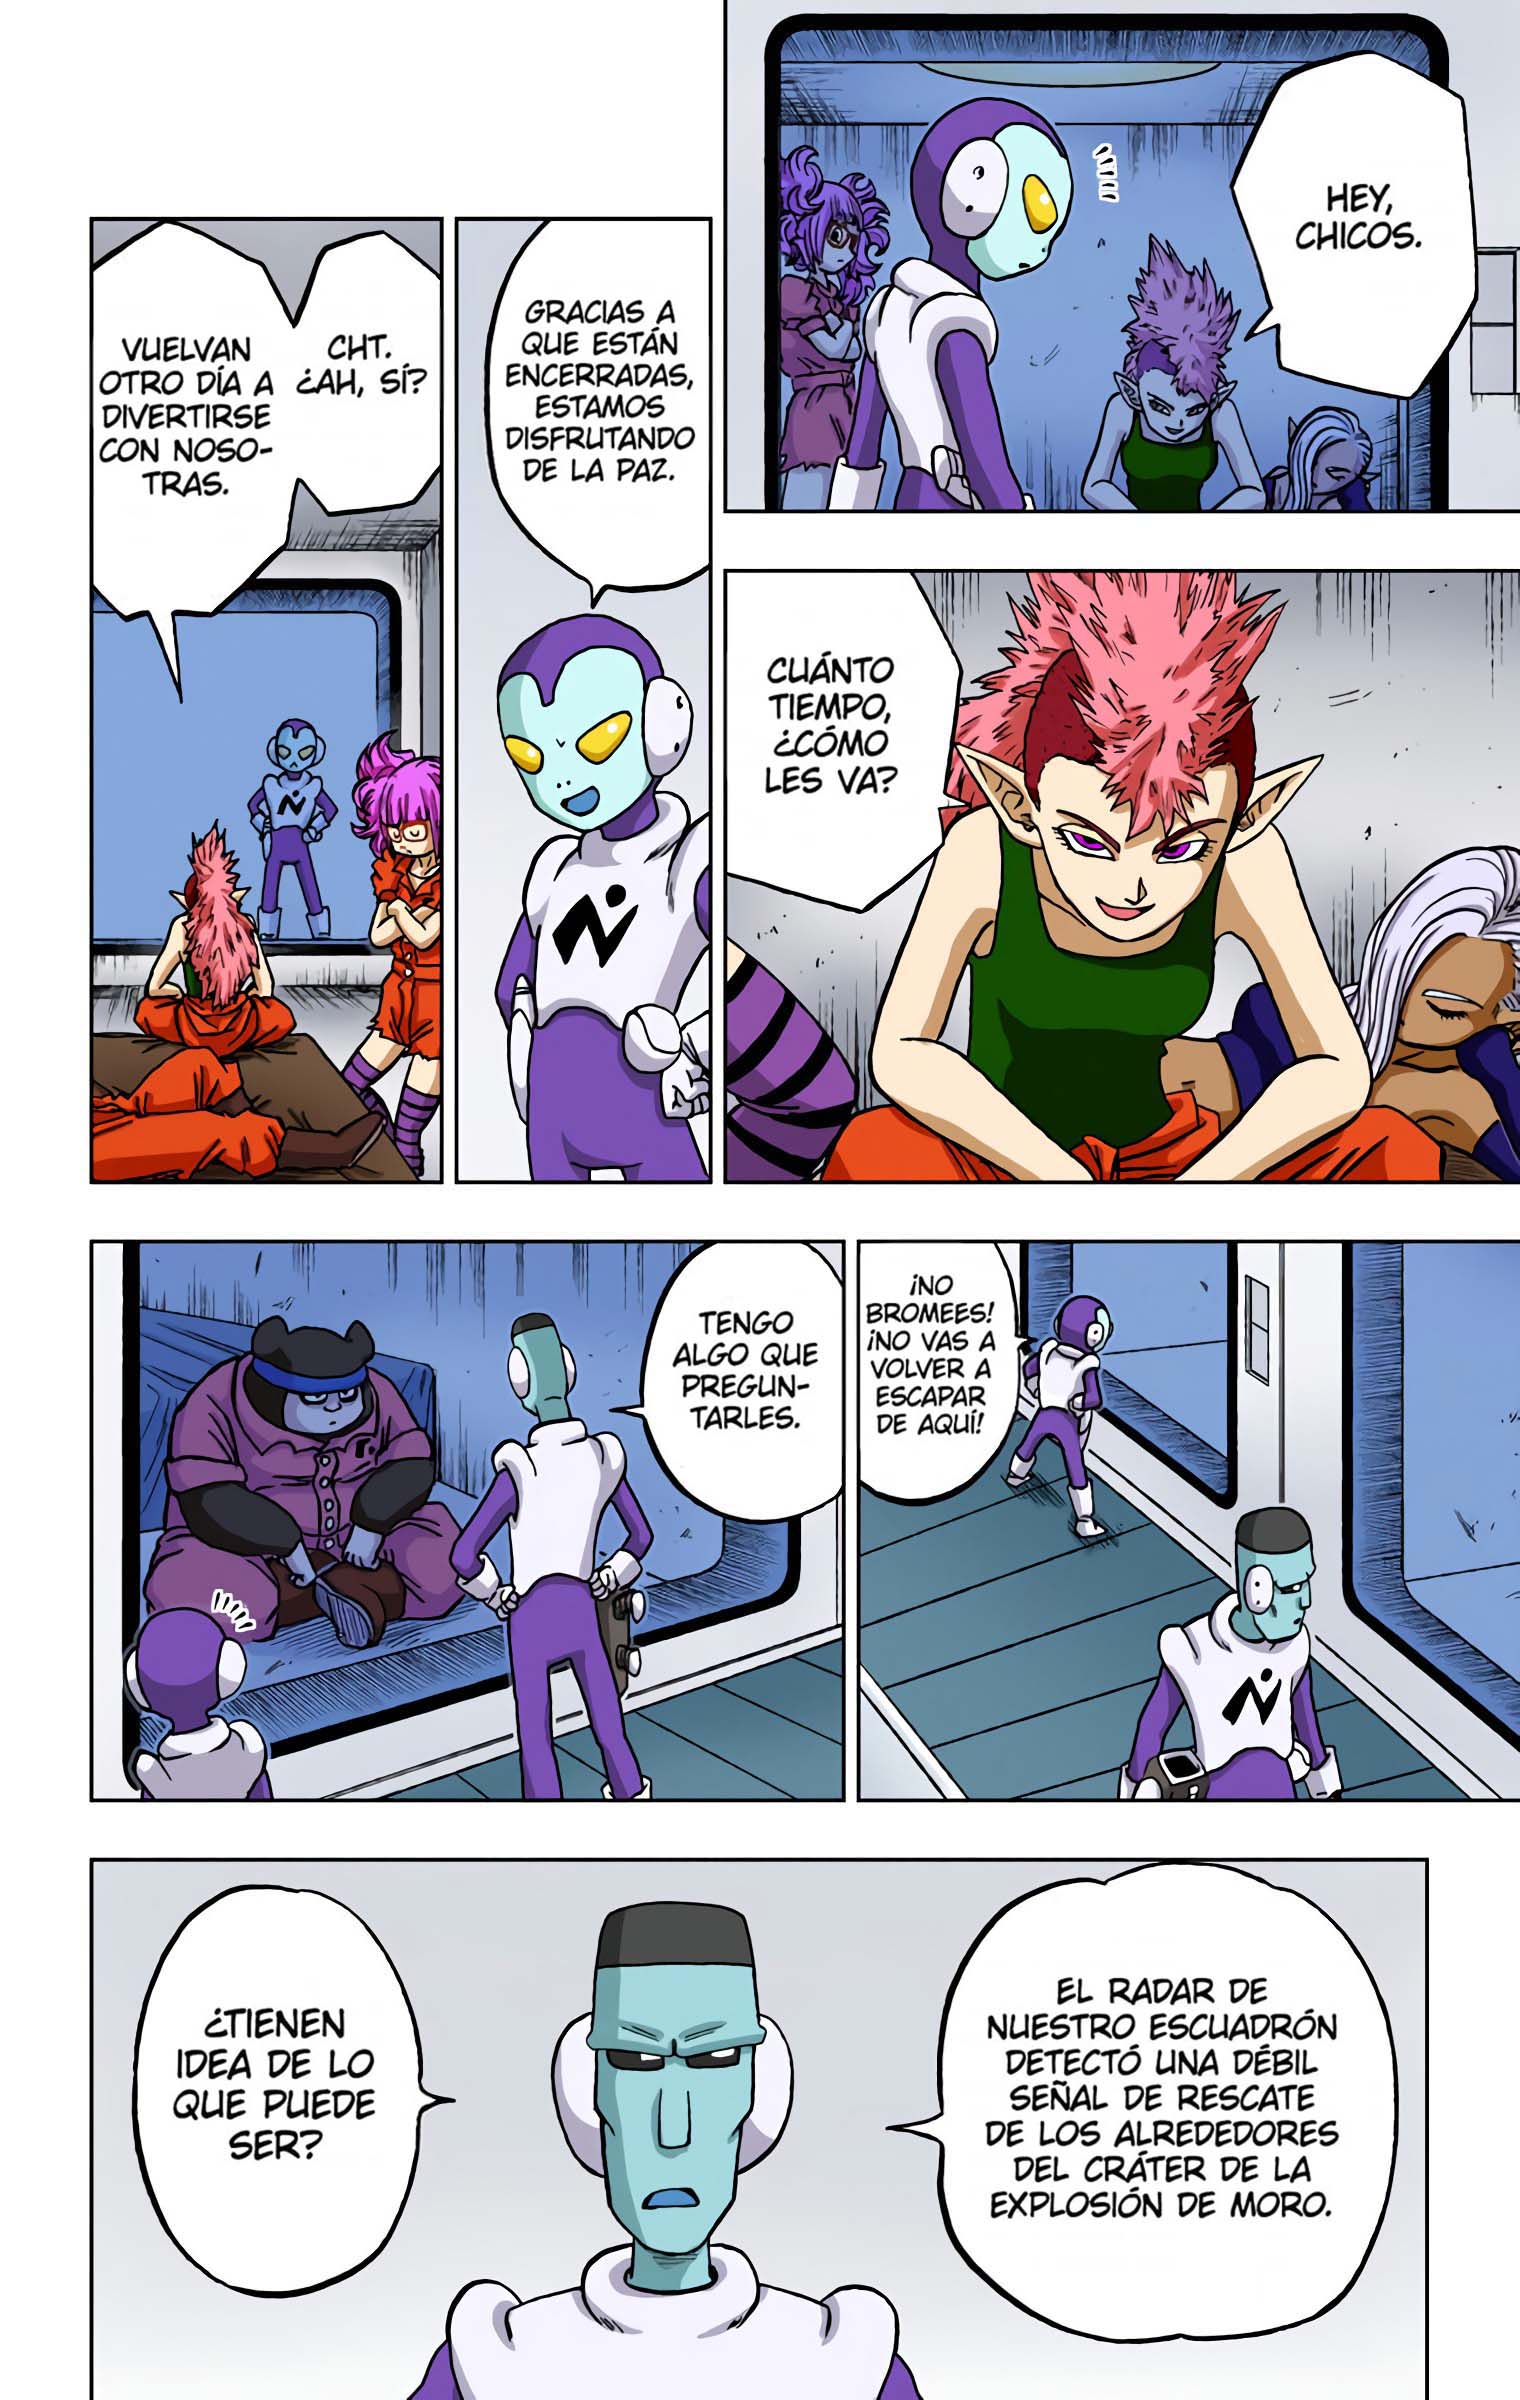 HEY,
CHICOS.
CUÁNTO
TIEMPO,
¿CÓMO
LES VA?
GRACIAS A
QUE ESTÁN
ENCERRADAS,
ESTAMOS
DISFRUTANDO
DE LA PAZ.
CHT.
¿AH, SÍ?
VUELVAN
OTRO DÍA A
DIVERTIRSE
CON NOSO-
TRAS.
¡NO
BROMEES!
¡NO VAS A
VOLVER A
ESCAPAR
DE AQUÍ!
TENGO
ALGO QUE
PREGUN-
TARLES.
EL RADAR DE
NUESTRO ESCUADRÓN
DETECTÓ UNA DÉBIL
SEÑAL DE RESCATE
DE LOS ALREDEDORES
DEL CRÁTER DE LA
EXPLOSIÓN DE MORO.
¿TIENEN
IDEA DE LO
QUE PUEDE
SER?